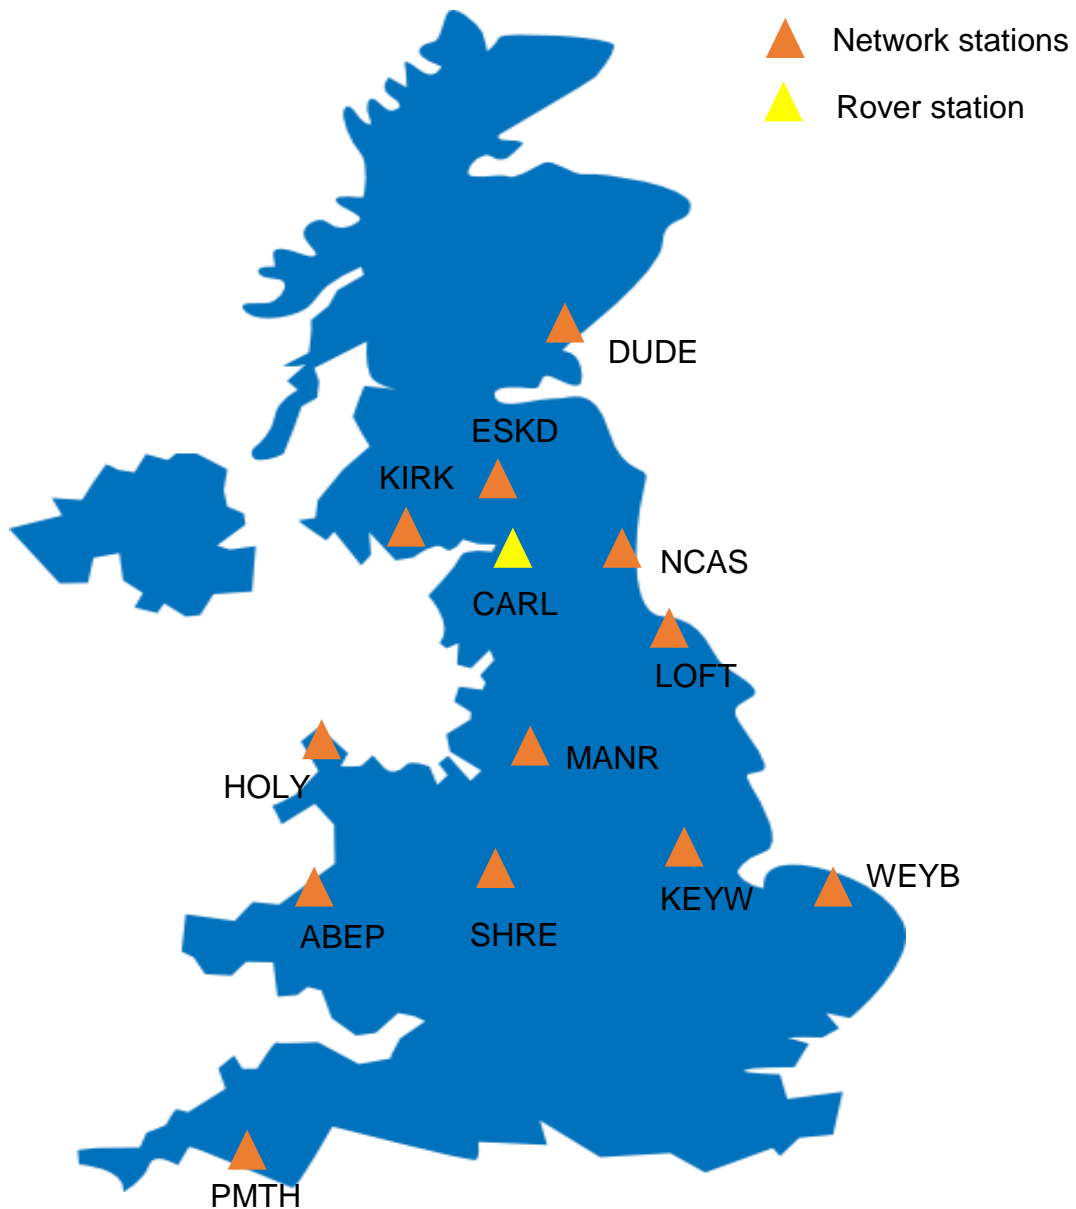 Network stations
Rover station
DUDE
ESKD
KIRK
NCAS
CARL
LOFT
MANR
HOLY
WEYB
KEYW
ABEP
SHRE
PMTH